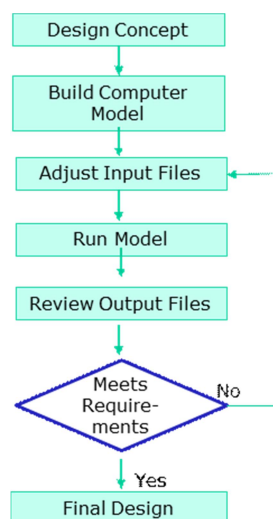 Design Concept
Build Computer
Model
Adjust Input Files
Run Model
Review Output Files
Meets
Require-
ments
No
Yes
Final Design